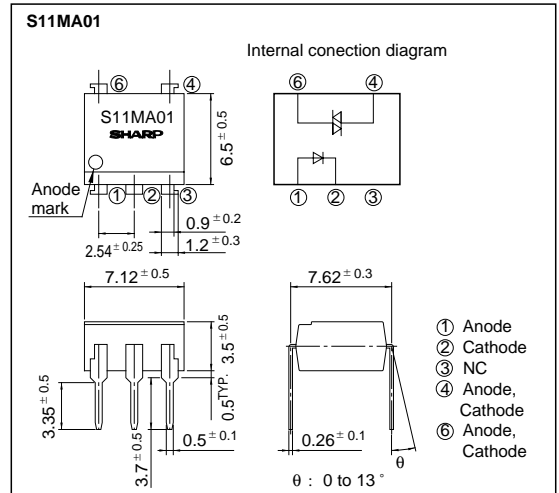 S11MA01
Internal conection diagram
⑥ ④
S11MA01
SHARP
6.5 ± 0.5
Anode
mark
① ② ③
0.9 ± 0.2
2.54 ± 0.25
1.2 ± 0.3
⑥ ④
① ② ③
7.12 ± 0.5
3.5 ± 0.5
0.5 TYP.
3.35 ± 0.5
3.7 ± 0.5
0.5 ± 0.1
7.62 ± 0.3
0.26 ± 0.1
θ
θ : 0 to 13 °
① Anode
② Cathode
③ NC
④ Anode,
Cathode
⑥ Anode,
Cathode